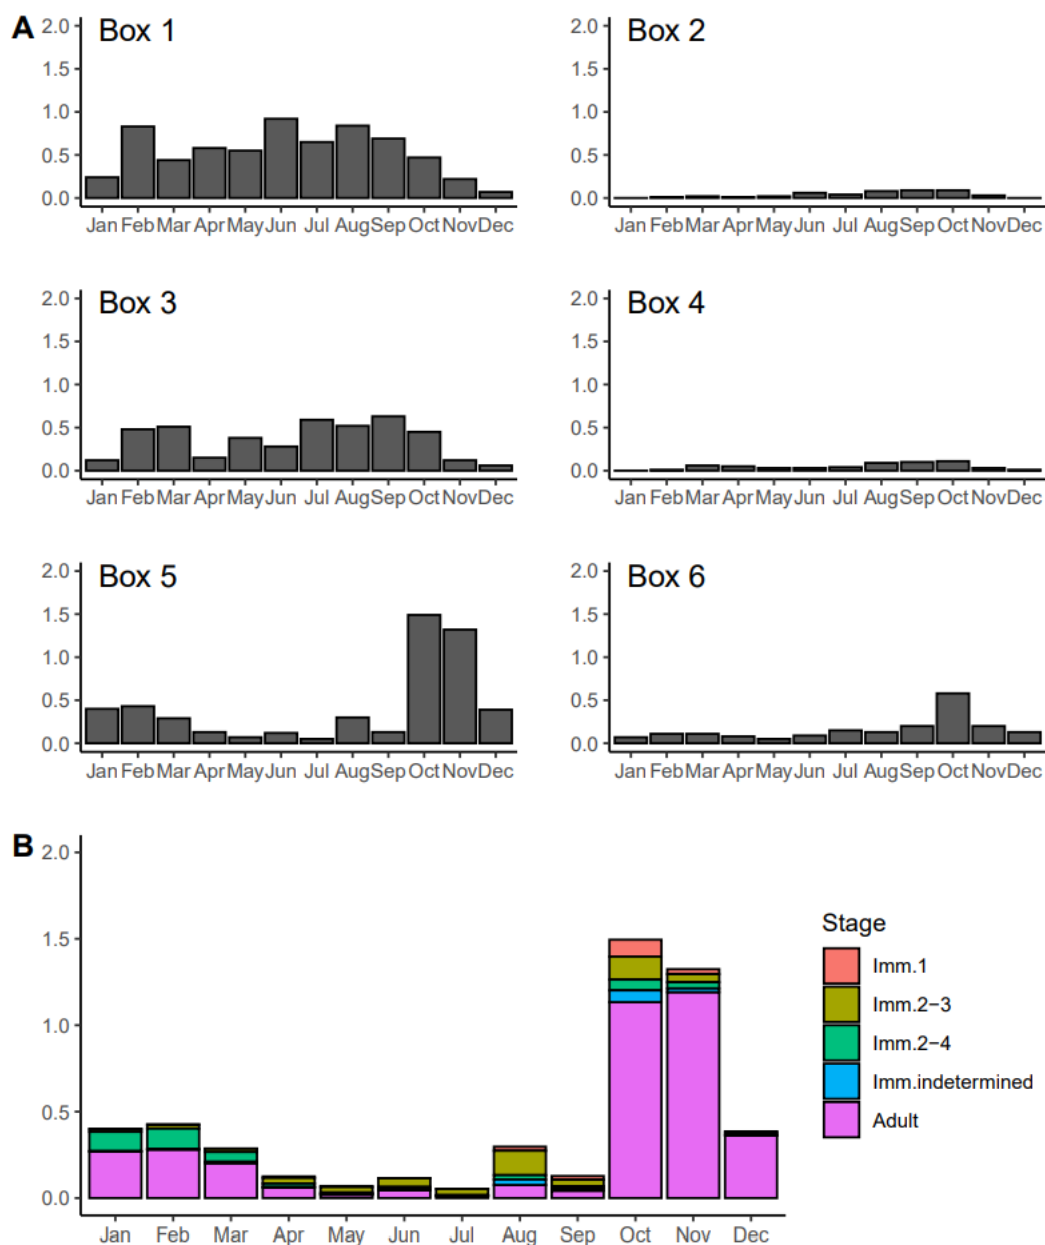 A
Box 1
2.0
1.5
1.0
0.5
0.0
Jan Feb Mar Apr May Jun Jul Aug Sep Oct Nov Dec
Box 2
2.0
1.5
1.0
0.5
0.0
Jan Feb Mar Apr May Jun Jul Aug Sep Oct Nov Dec
Box 3
2.0
1.5
1.0
0.5
0.0
Jan Feb Mar Apr May Jun Jul Aug Sep Oct Nov Dec
Box 4
2.0
1.5
1.0
0.5
0.0
Jan Feb Mar Apr May Jun Jul Aug Sep Oct Nov Dec
Box 5
2.0
1.5
1.0
0.5
0.0
Jan Feb Mar Apr May Jun Jul Aug Sep Oct Nov Dec
Box 6
2.0
1.5
1.0
0.5
0.0
Jan Feb Mar Apr May Jun Jul Aug Sep Oct Nov Dec
B
2.0
1.5
1.0
0.5
0.0
Jan Feb Mar Apr May Jun Jul Aug Sep Oct Nov Dec
Stage
Imm.1
Imm.2−3
Imm.2−4
Imm.indetermined
Adult